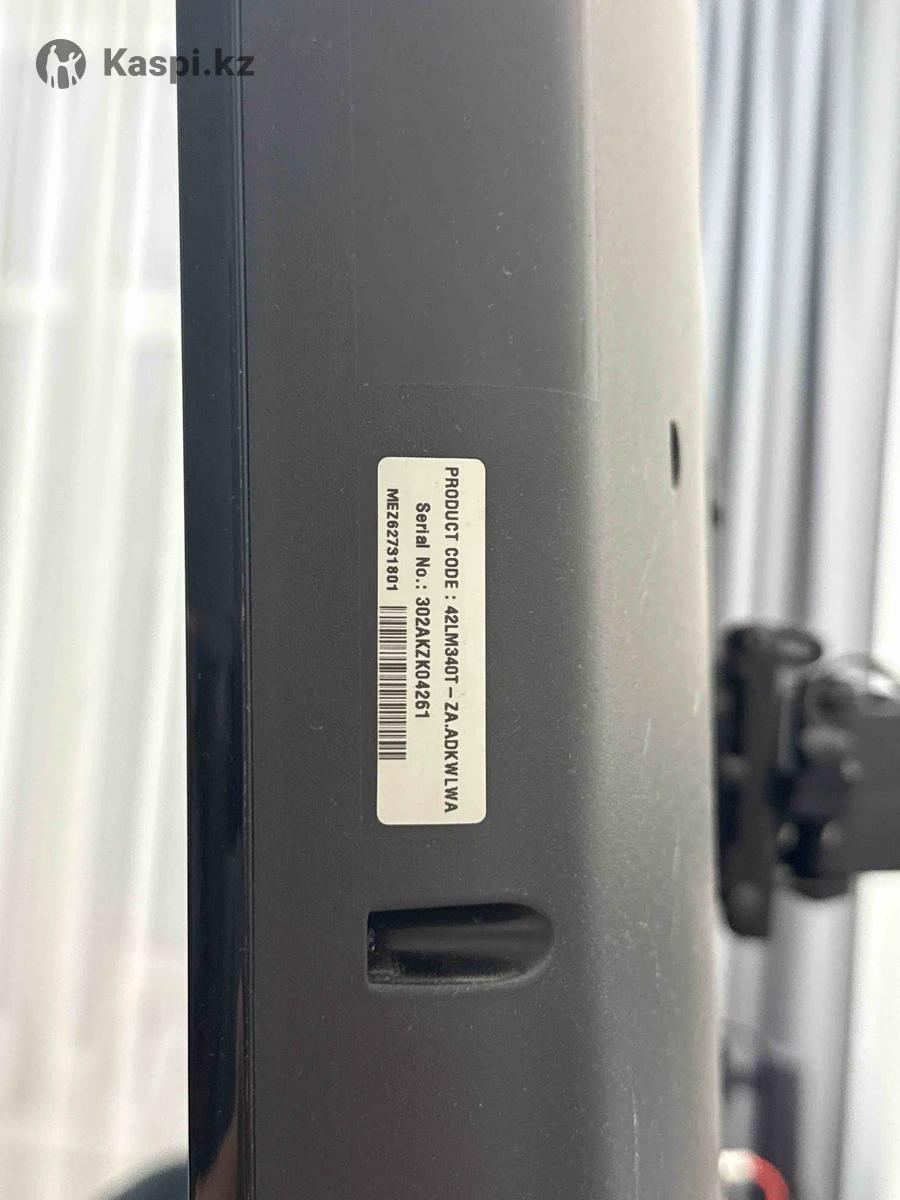 Kaspi.kz
PRODUCT CODE : 42LM340T-ZA.ADKWLWA
Serial No.: 302AKZK04261
MEZ62731801